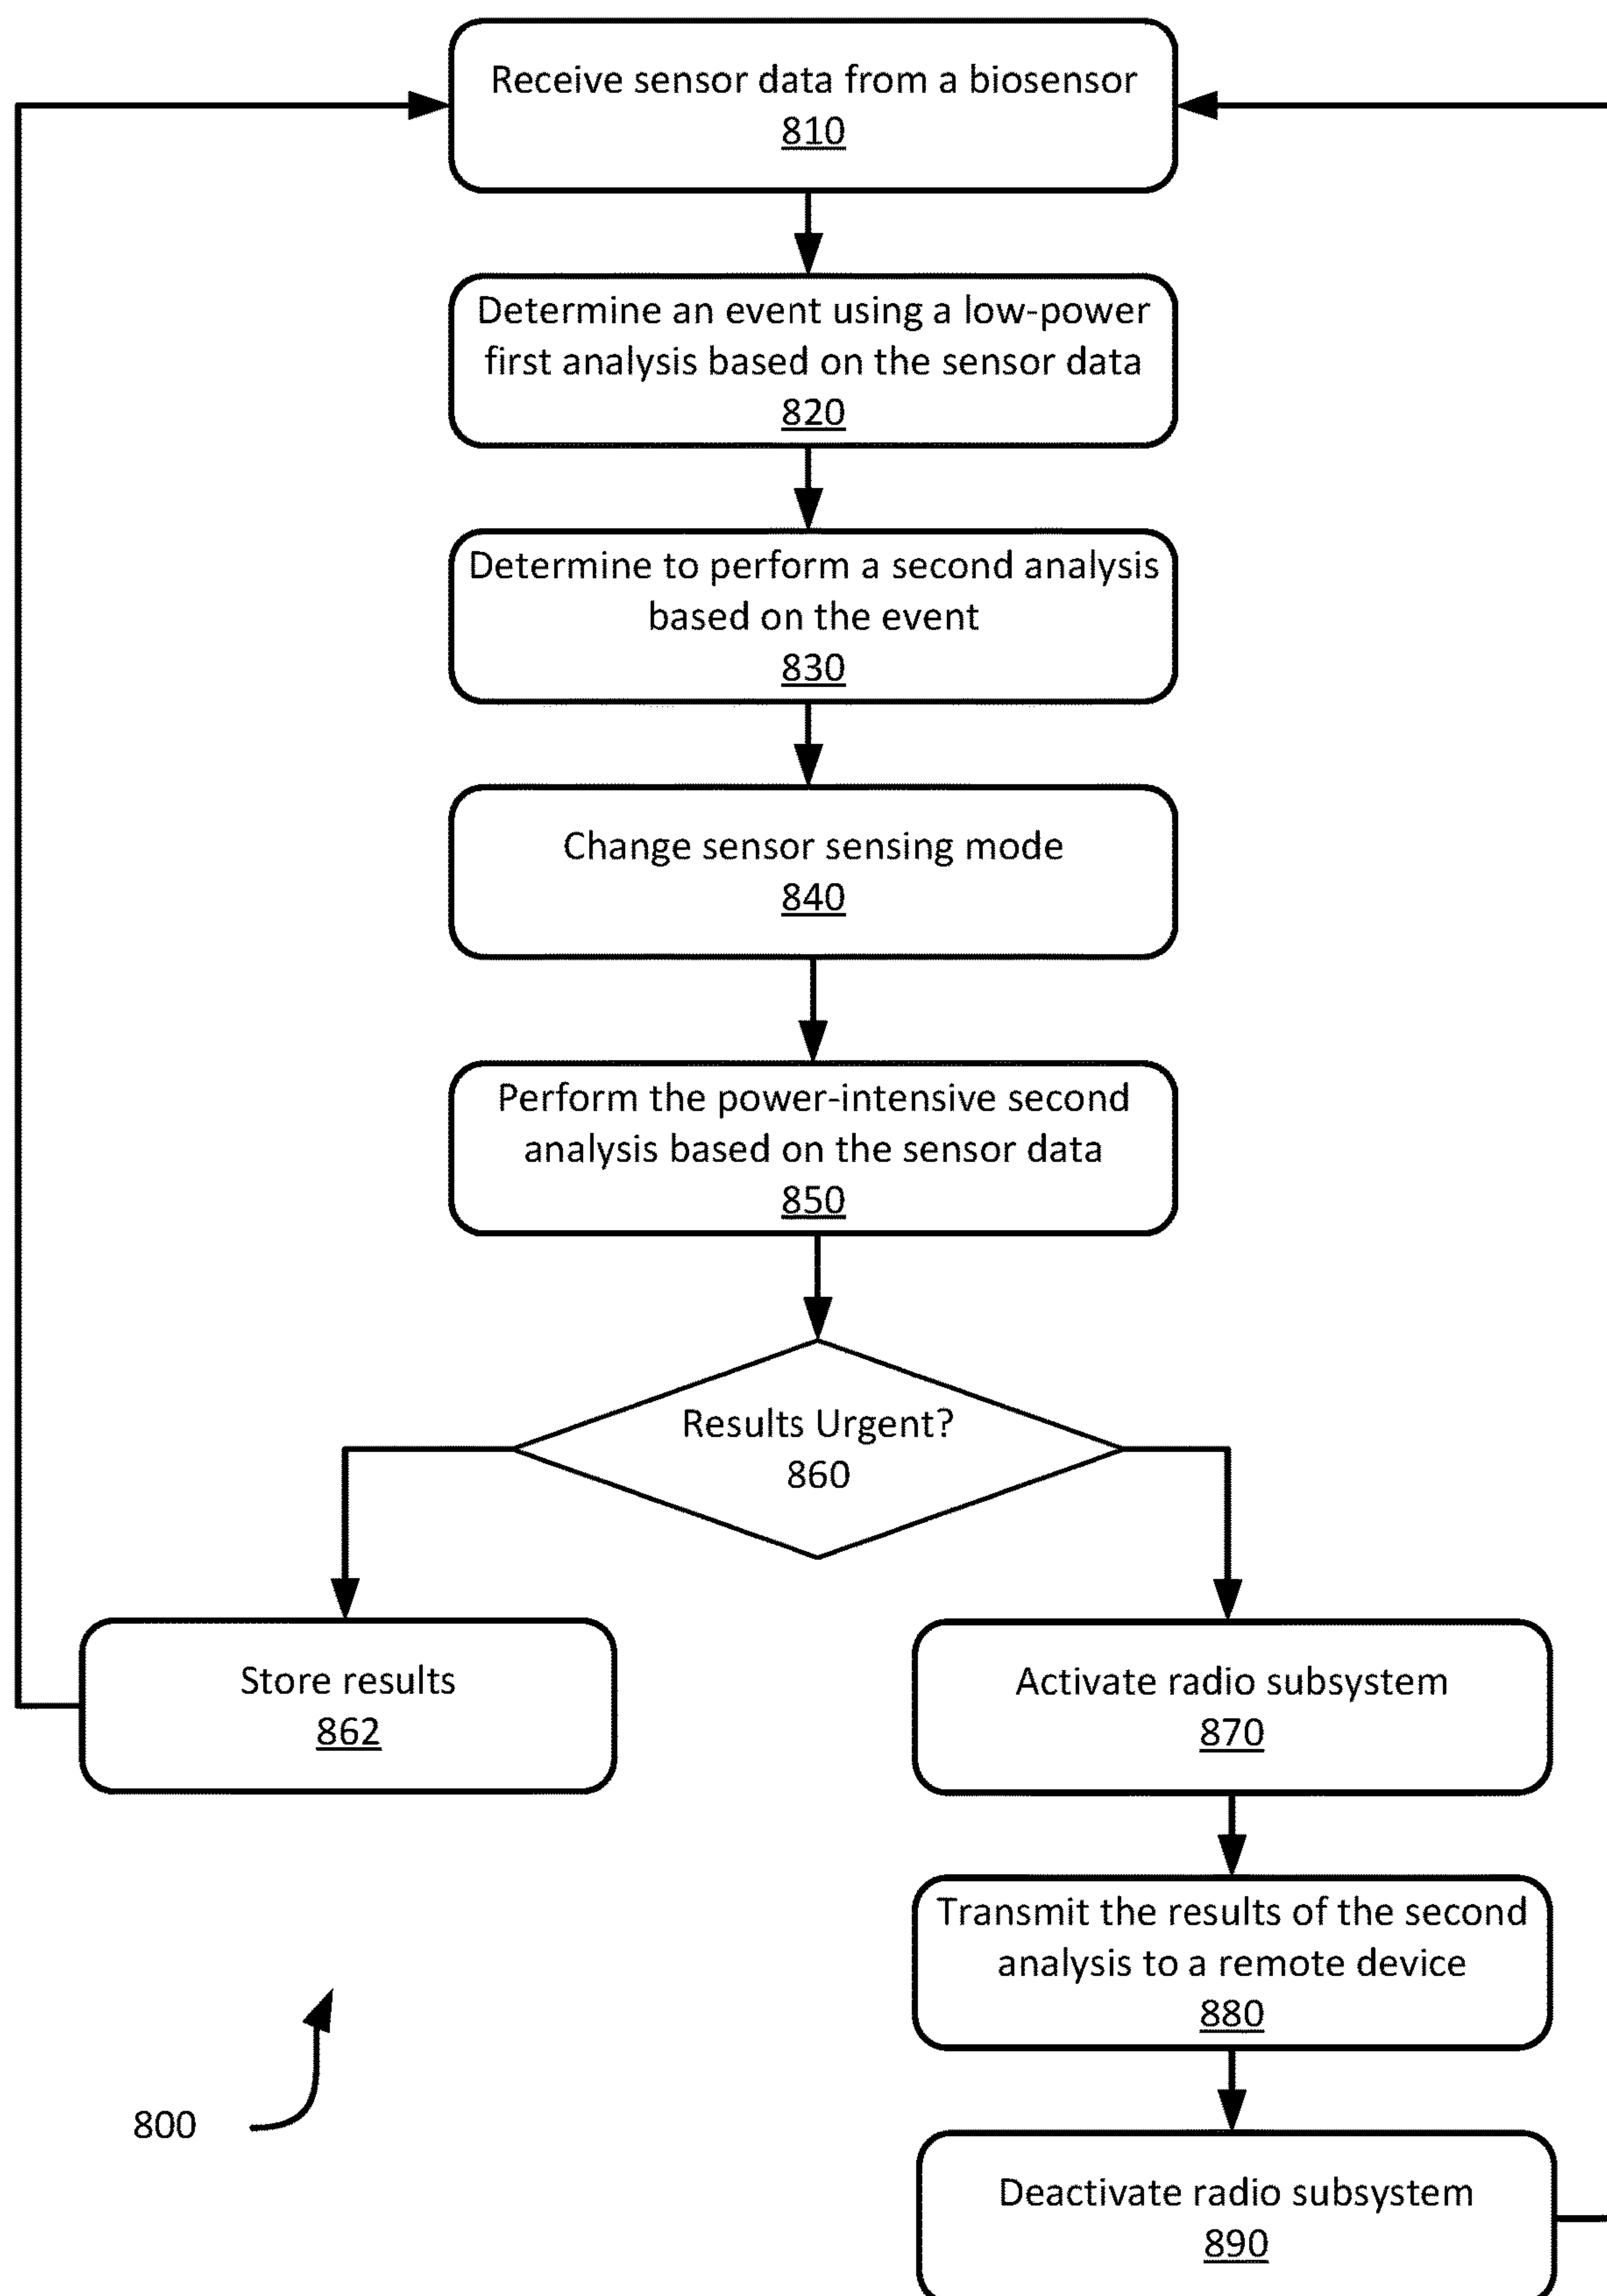 Receive sensor data from a biosensor
810
Determine an event using a low-power
first analysis based on the sensor data
820
Determine to perform a second analysis
based on the event
830
Change sensor sensing mode
840
Perform the power-intensive second
analysis based on the sensor data
850
Results Urgent?
860
Store results
862
Activate radio subsystem
870
Transmit the results of the second
analysis to a remote device
880
800
Deactivate radio subsystem
890